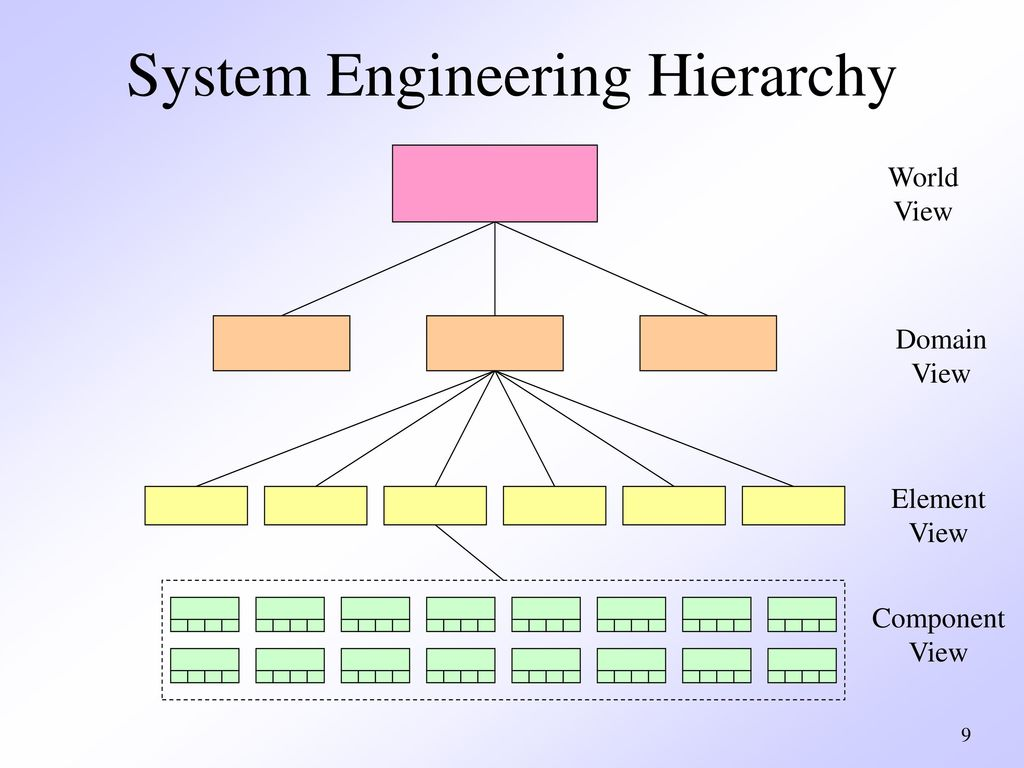 System Engineering Hierarchy
World
View
Domain
View
Element
View
Component
View
9